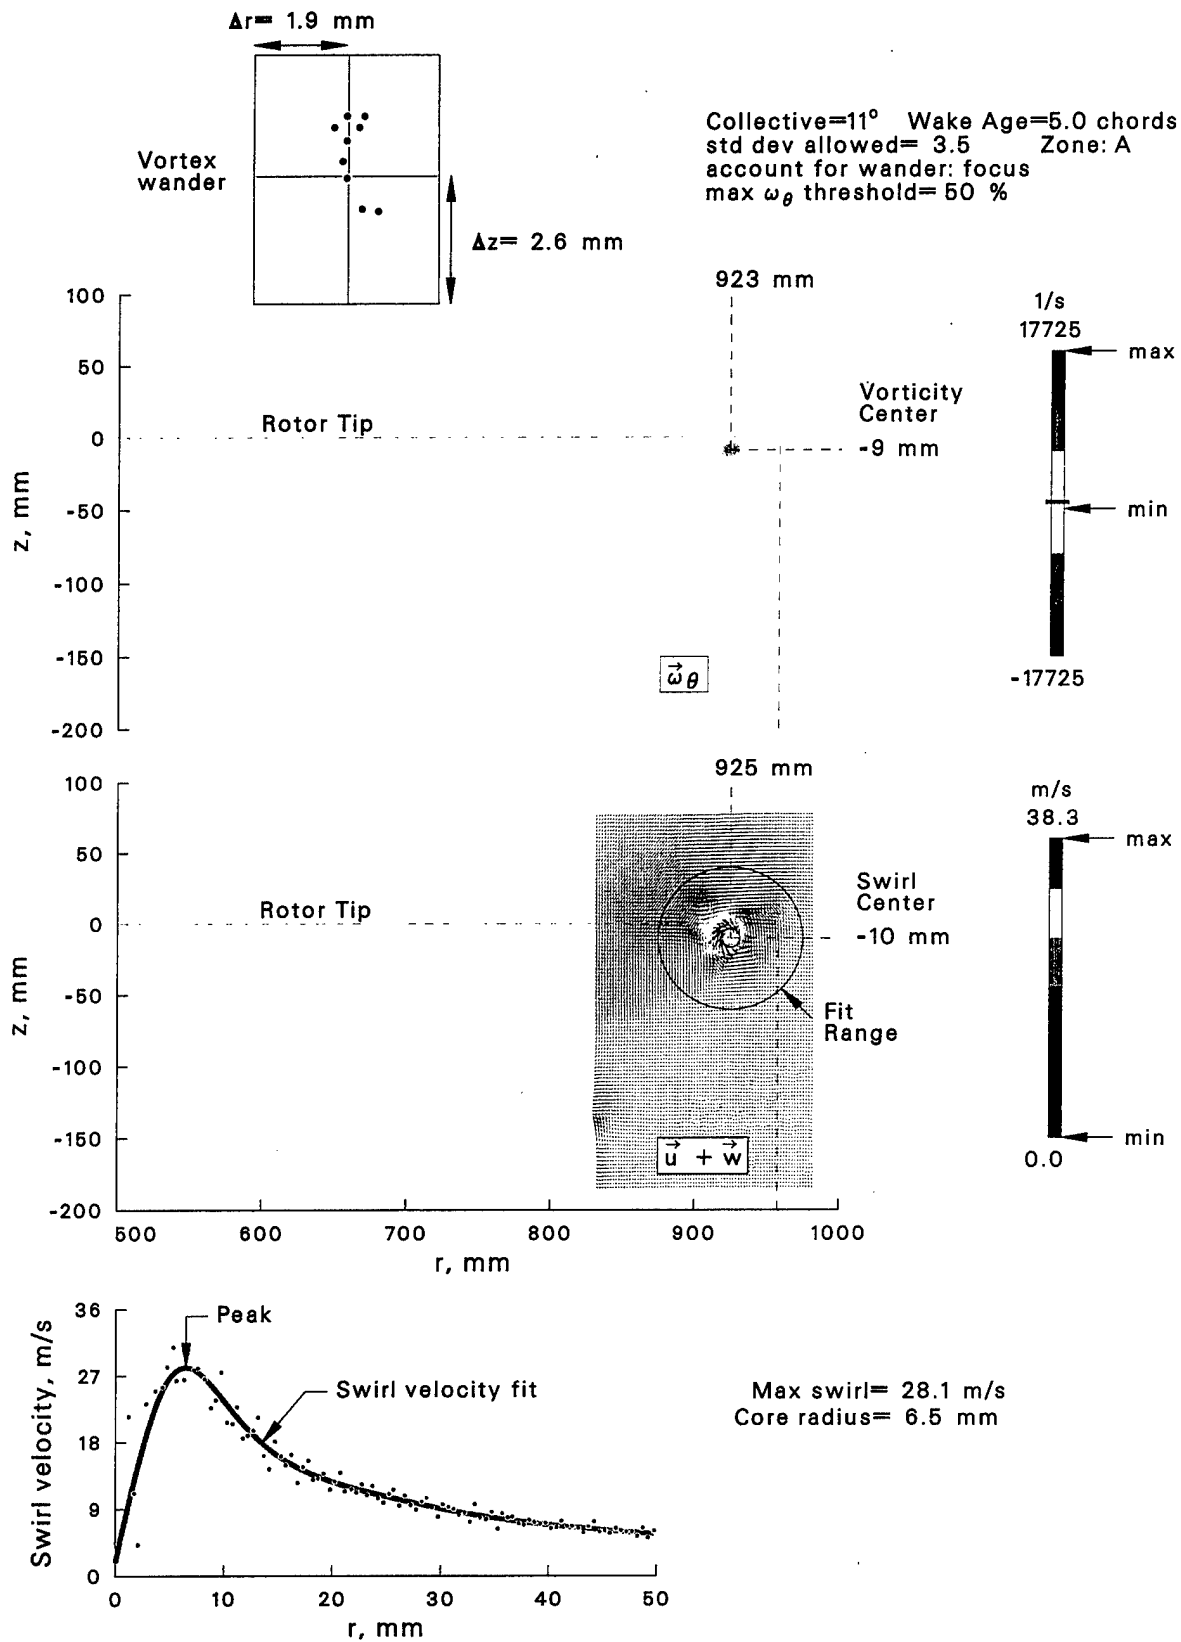 Δr= 1.9 mm
Vortex
wander
Δz= 2.6 mm
Collective=11° Wake Age=5.0 chords
std dev allowed= 3.5 Zone: A
account for wander: focus
max ωθ threshold= 50 %
923 mm
100
50
0
-50
-100
-150
-200
z, mm
Rotor Tip
Vorticity
Center
-9 mm
ωθ
1/s
17725
max
min
-17725
925 mm
100
50
0
-50
-100
-150
-200
z, mm
Rotor Tip
Swirl
Center
-10 mm
Fit
Range
u + w
m/s
38.3
max
min
0.0
500 600 700 800 900 1000
r, mm
36
27
18
9
0
Swirl velocity, m/s
Peak
Swirl velocity fit
Max swirl= 28.1 m/s
Core radius= 6.5 mm
0 10 20 30 40 50
r, mm